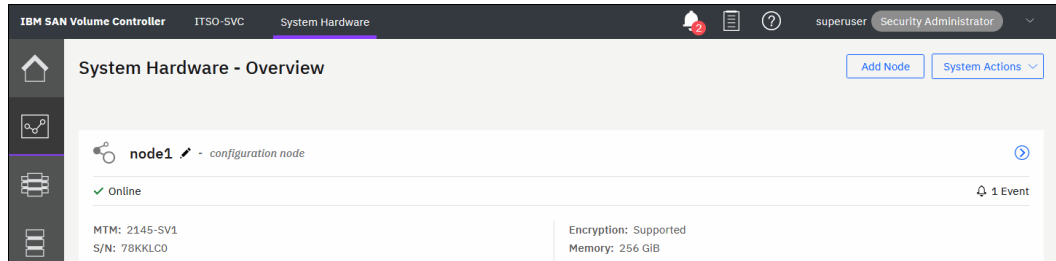 IBM SAN Volume Controller ITSO-SVC System Hardware 2 superuser Security Administrator
System Hardware - Overview Add Node System Actions
node1 - configuration node
Online 1 Event
MTM: 2145-SV1 Encryption: Supported
S/N: 78KKLC0 Memory: 256 GiB